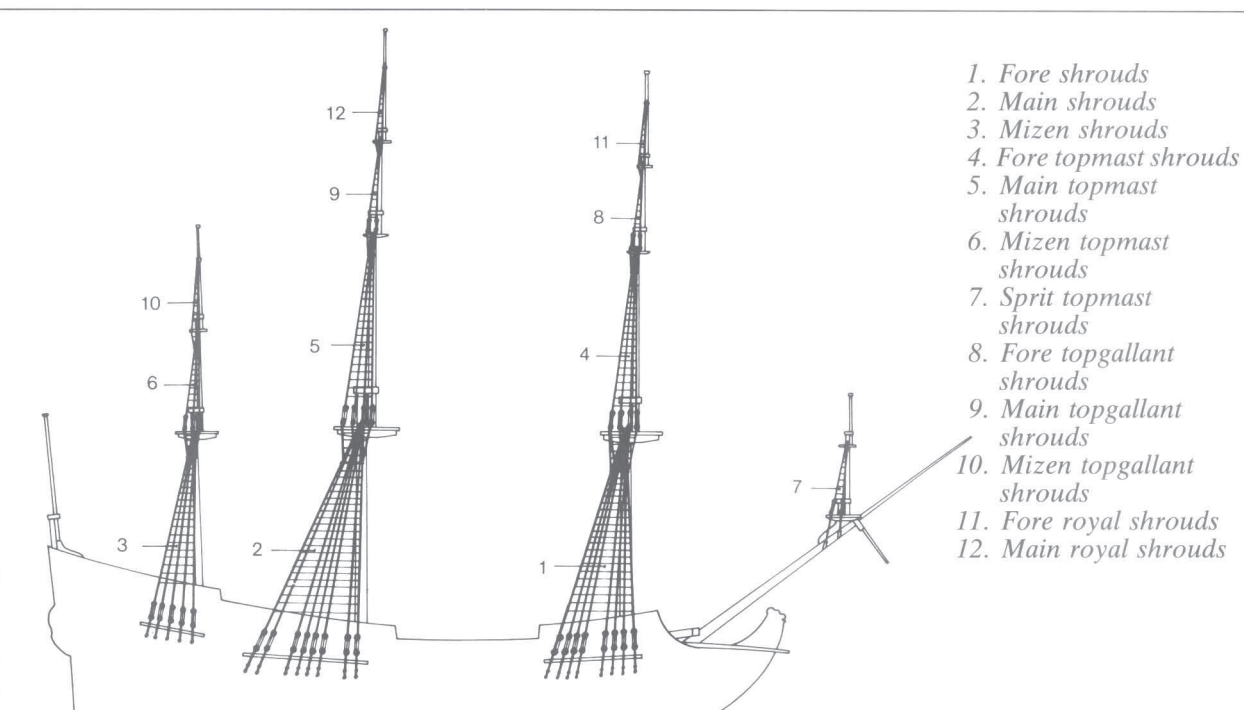 12
11
9
8
10
5
4
6
7
3
2
1
1. Fore shrouds
2. Main shrouds
3. Mizen shrouds
4. Fore topmast shrouds
5. Main topmast
shrouds
6. Mizen topmast
shrouds
7. Sprit topmast
shrouds
8. Fore topgallant
shrouds
9. Main topgallant
shrouds
10. Mizen topgallant
shrouds
11. Fore royal shrouds
12. Main royal shrouds